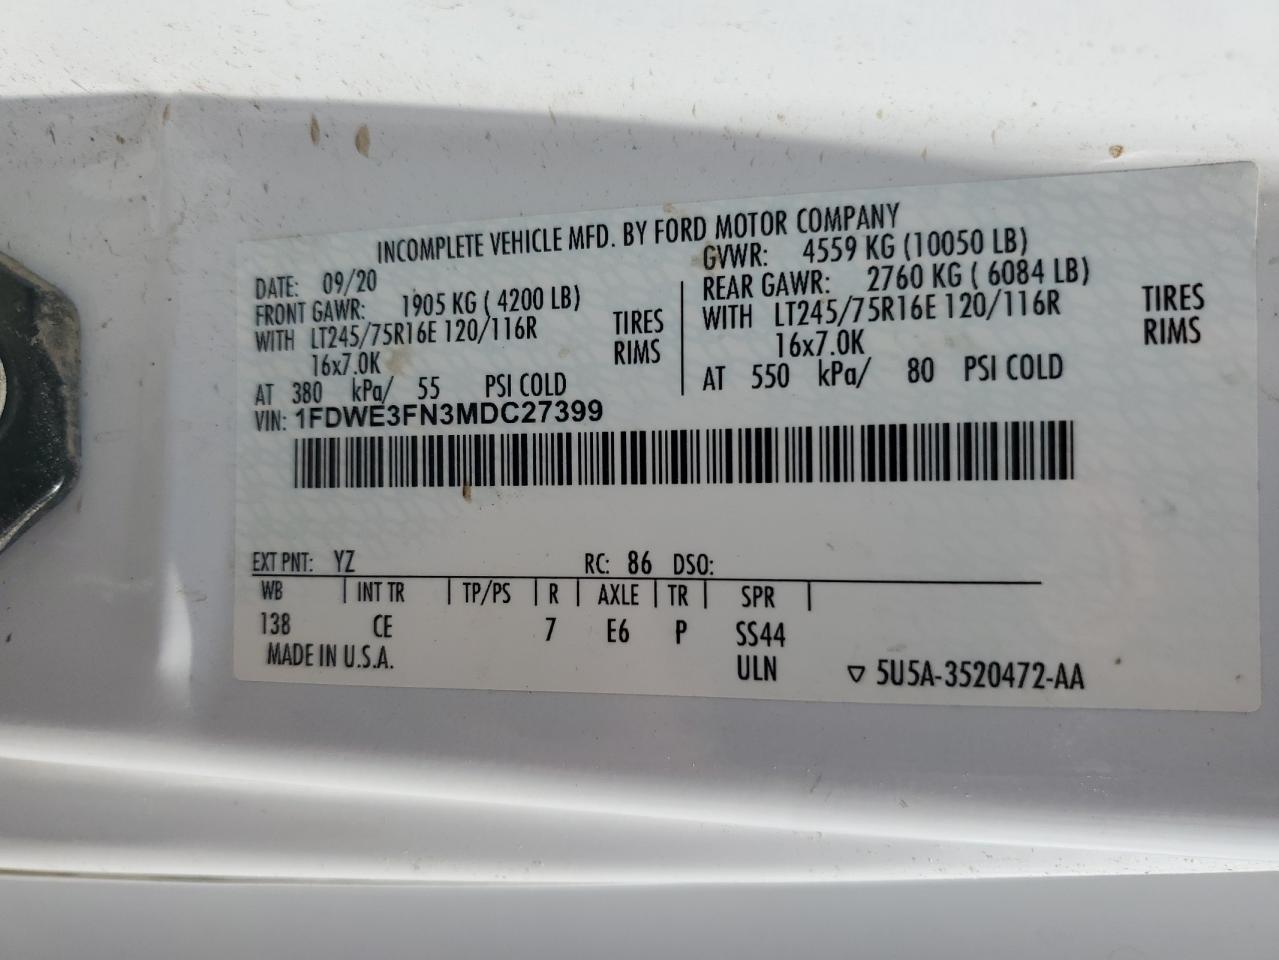 INCOMPLETE VEHICLE MFD. BY FORD MOTOR COMPANY
DATE: 09/20
FRONT GAWR: 1905 KG ( 4200 LB)
WITH LT245/75R16E 120/116R TIRES
16x7.0K RIMS
AT 380 kPa/ 55 PSI COLD
GVWR: 4559 KG (10050 LB)
REAR GAWR: 2760 KG ( 6084 LB)
WITH LT245/75R16E 120/116R TIRES
16x7.0K RIMS
AT 550 kPa/ 80 PSI COLD
VIN: 1FDWE3FN3MDC27399
EXT PNT: YZ RC: 86 DSO:
WB | INT TR | TP/PS | R | AXLE | TR | SPR |
138 CE 7 E6 P SS44
MADE IN U.S.A. ULN ▽ 5U5A-3520472-AA